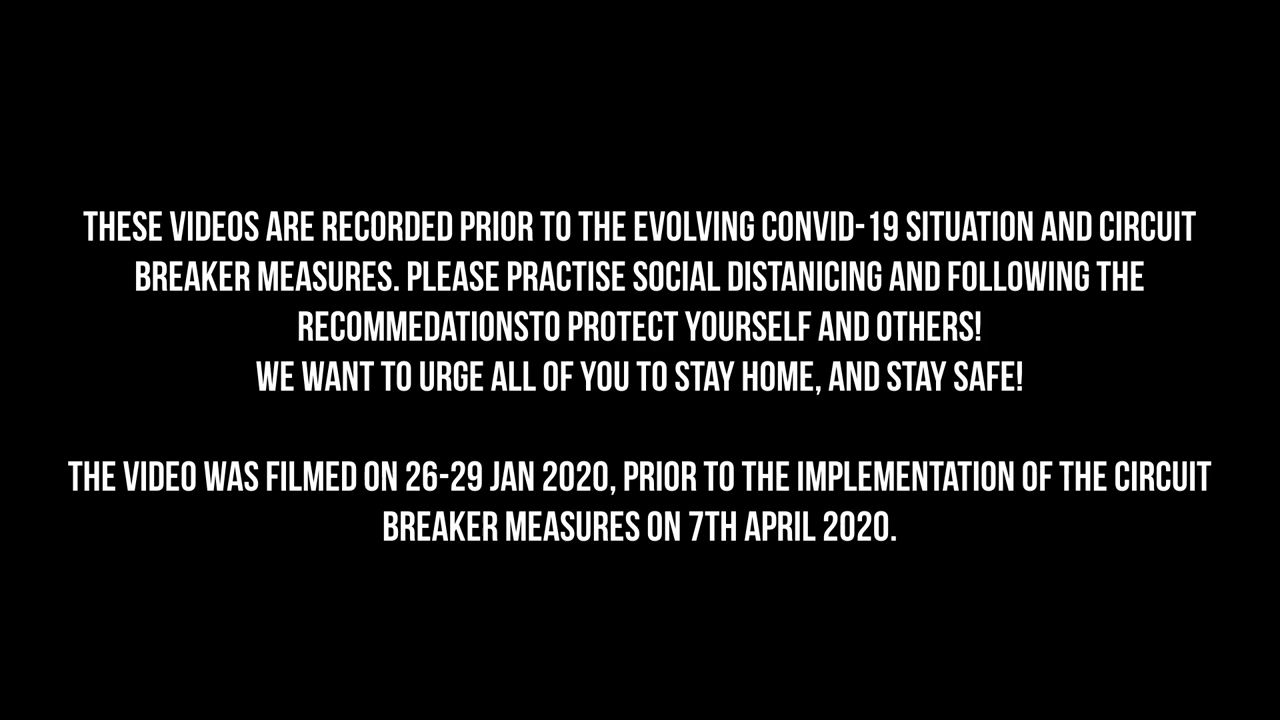 THESE VIDEOS ARE RECORDED PRIOR TO THE EVOLVING CONVID-19 SITUATION AND CIRCUIT
BREAKER MEASURES. PLEASE PRACTISE SOCIAL DISTANICING AND FOLLOWING THE
RECOMMEDATIONSTO PROTECT YOURSELF AND OTHERS!
WE WANT TO URGE ALL OF YOU TO STAY HOME, AND STAY SAFE!
THE VIDEO WAS FILMED ON 26-29 JAN 2020, PRIOR TO THE IMPLEMENTATION OF THE CIRCUIT
BREAKER MEASURES ON 7TH APRIL 2020.